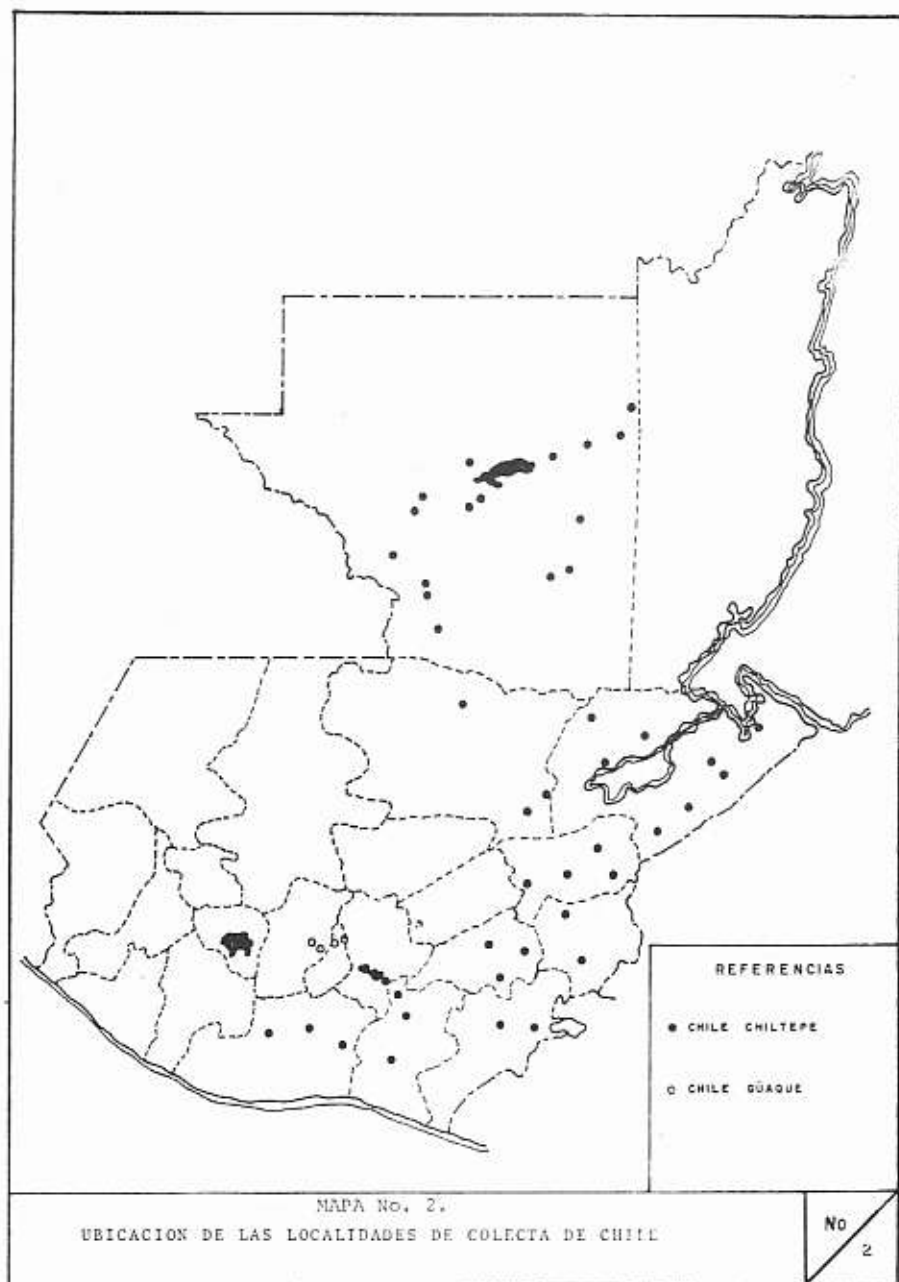 REFERENCIAS
CHILE CHILTEPE
CHILE GÜAQUE
MAPA No. 2.
UBICACION DE LAS LOCALIDADES DE COLECTA DE CHILE
No
2